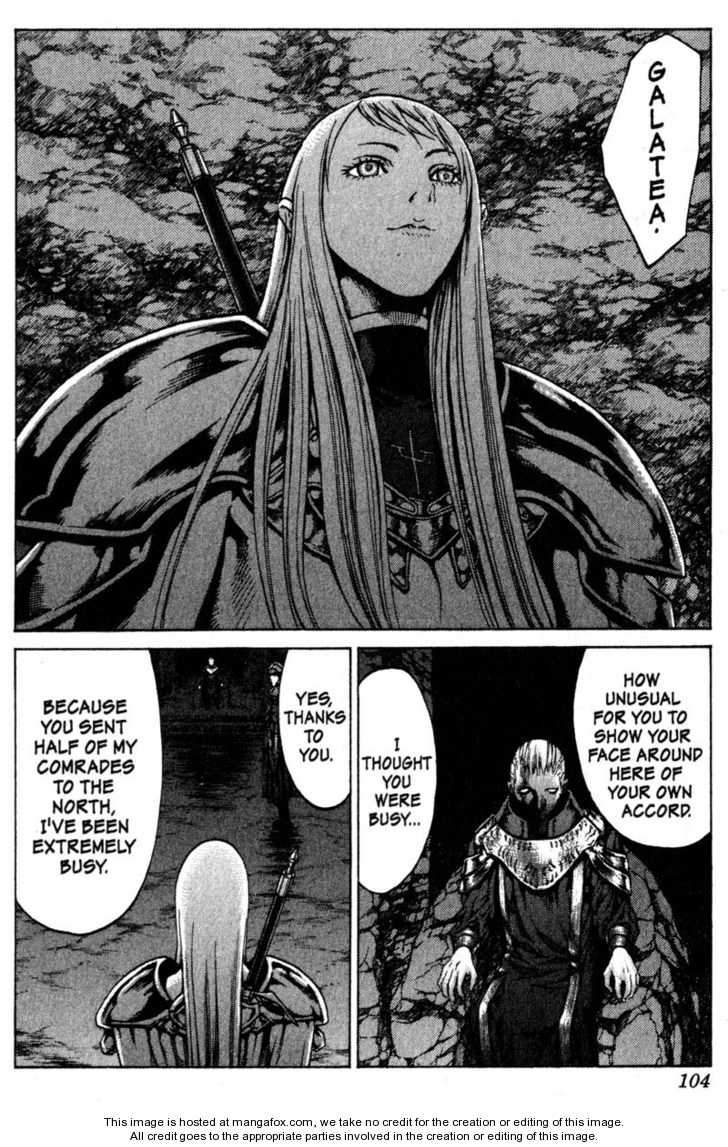 GALATEA.
HOW
UNUSUAL
FOR YOU TO
SHOW YOUR
FACE AROUND
HERE OF
YOUR OWN
ACCORD.
I
THOUGHT
YOU
WERE
BUSY...
YES,
THANKS
TO
YOU.
BECAUSE
YOU SENT
HALF OF MY
COMRADES
TO THE
NORTH,
I'VE BEEN
EXTREMELY
BUSY.
104
This image is hosted at mangafox.com, we take no credit for the creation or editing of this image.
All credit goes to the appropriate parties involved in the creation or editing of this image.